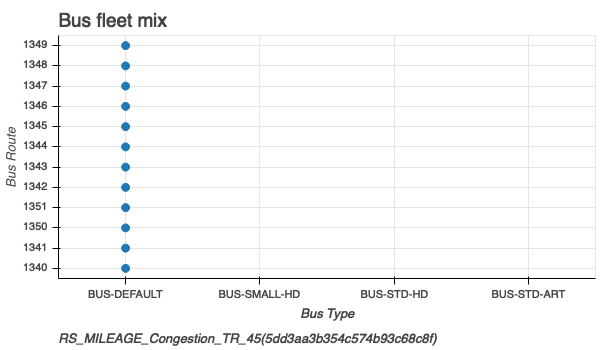 Bus fleet mix
Bus Route
1349
1348
1347
1346
1345
1344
1343
1342
1351
1350
1341
1340
BUS-DEFAULT BUS-SMALL-HD BUS-STD-HD BUS-STD-ART
Bus Type
RS_MILEAGE_Congestion_TR_45(5dd3aa3b354c574b93c68c8f)